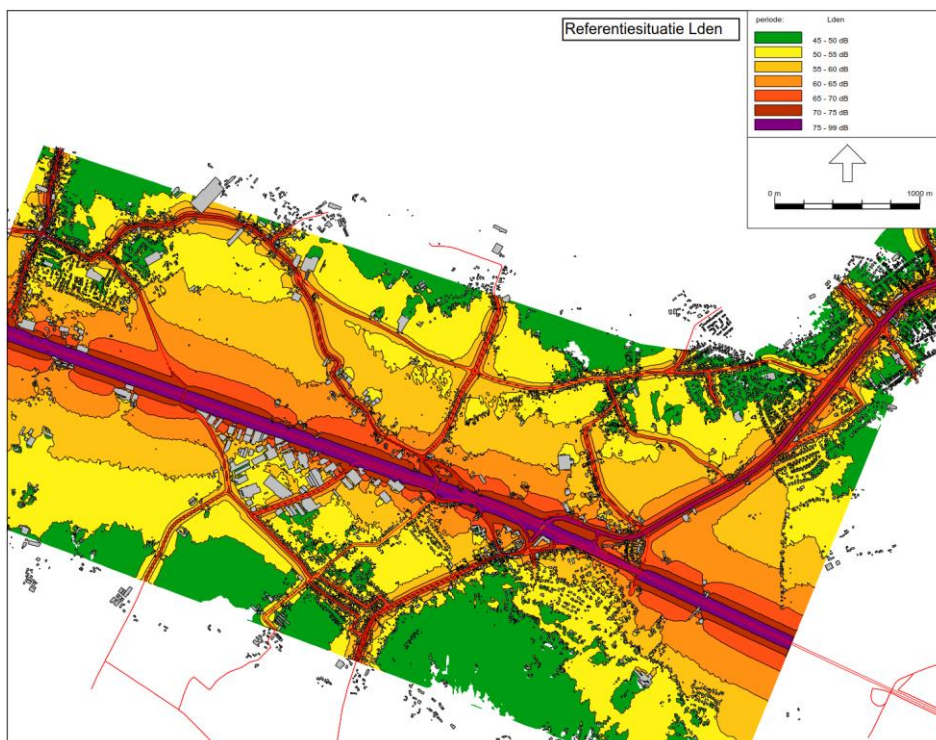 Referentiesituatie Lden
periode: Lden
45 - 50 dB
50 - 55 dB
55 - 60 dB
60 - 65 dB
65 - 70 dB
70 - 75 dB
75 - 99 dB
0 m 1000 m